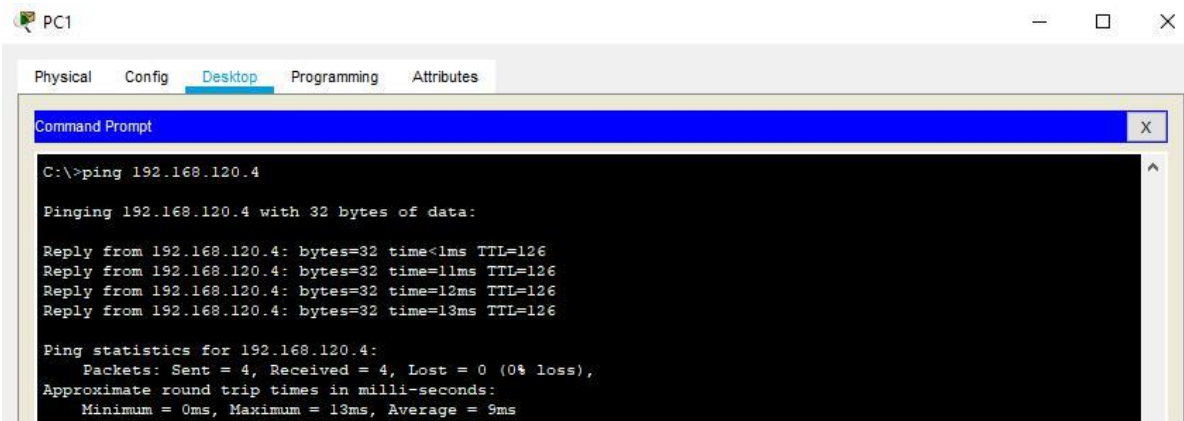 PC1
Physical Config Desktop Programming Attributes
Command Prompt X
C:\>ping 192.168.120.4
Pinging 192.168.120.4 with 32 bytes of data:
Reply from 192.168.120.4: bytes=32 time<1ms TTL=126
Reply from 192.168.120.4: bytes=32 time=11ms TTL=126
Reply from 192.168.120.4: bytes=32 time=12ms TTL=126
Reply from 192.168.120.4: bytes=32 time=13ms TTL=126
Ping statistics for 192.168.120.4:
Packets: Sent = 4, Received = 4, Lost = 0 (0% loss),
Approximate round trip times in milli-seconds:
Minimum = 0ms, Maximum = 13ms, Average = 9ms